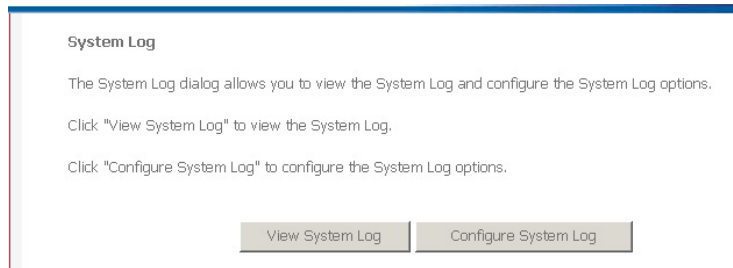 System Log
The System Log dialog allows you to view the System Log and configure the System Log options.
Click "View System Log" to view the System Log.
Click "Configure System Log" to configure the System Log options.
View System Log Configure System Log